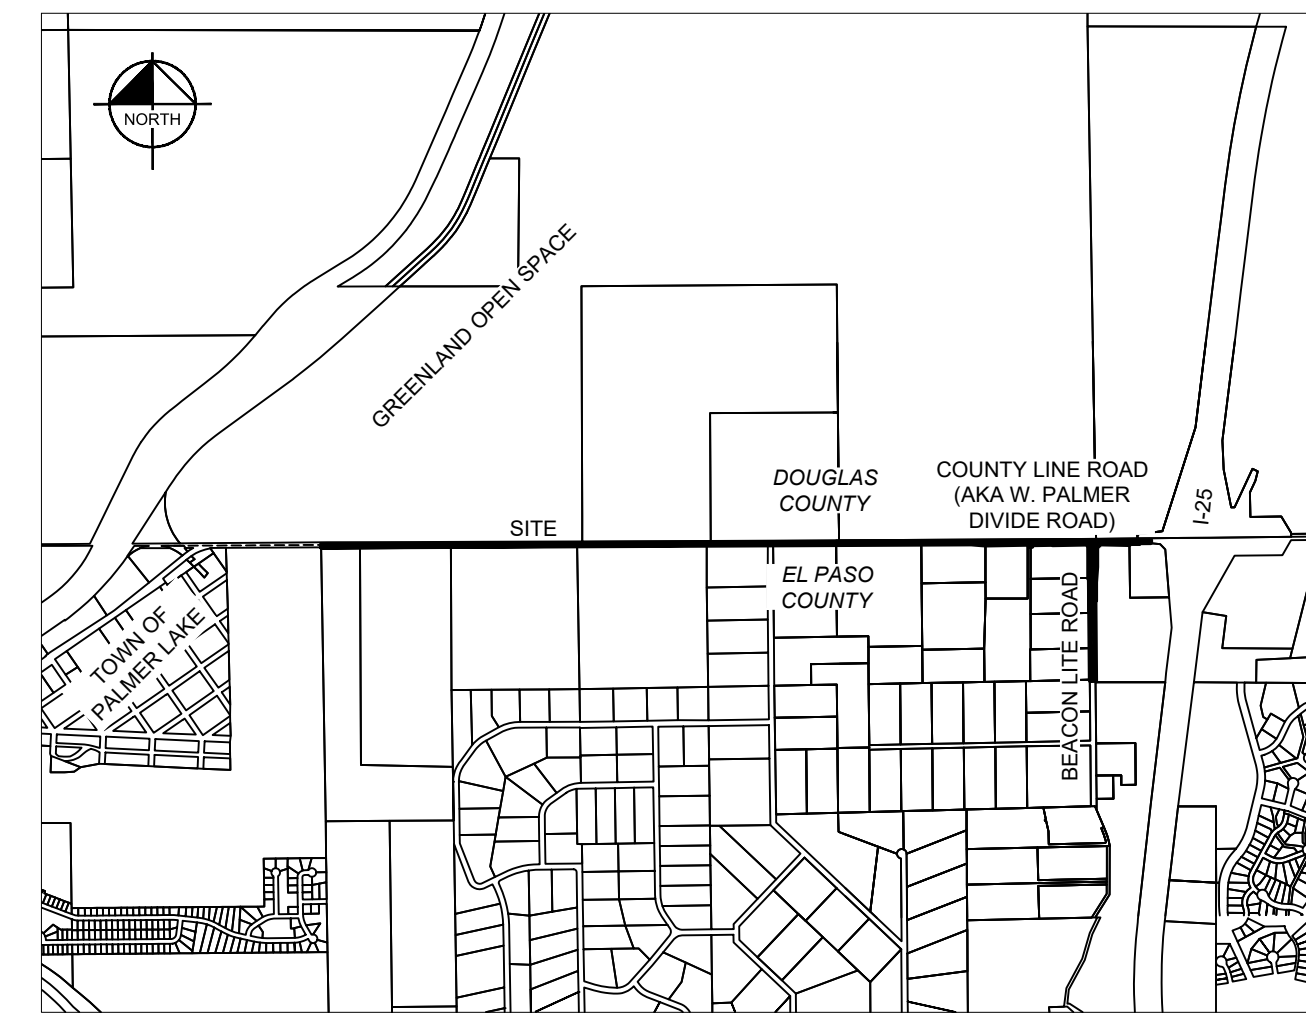 NORTH
GREENLAND OPEN SPACE
DOUGLAS
COUNTY
COUNTY LINE ROAD
(AKA W. PALMER
DIVIDE ROAD)
I-25
SITE
EL PASO
COUNTY
BEACON LITE ROAD
TOWN OF
PALMER LAKE